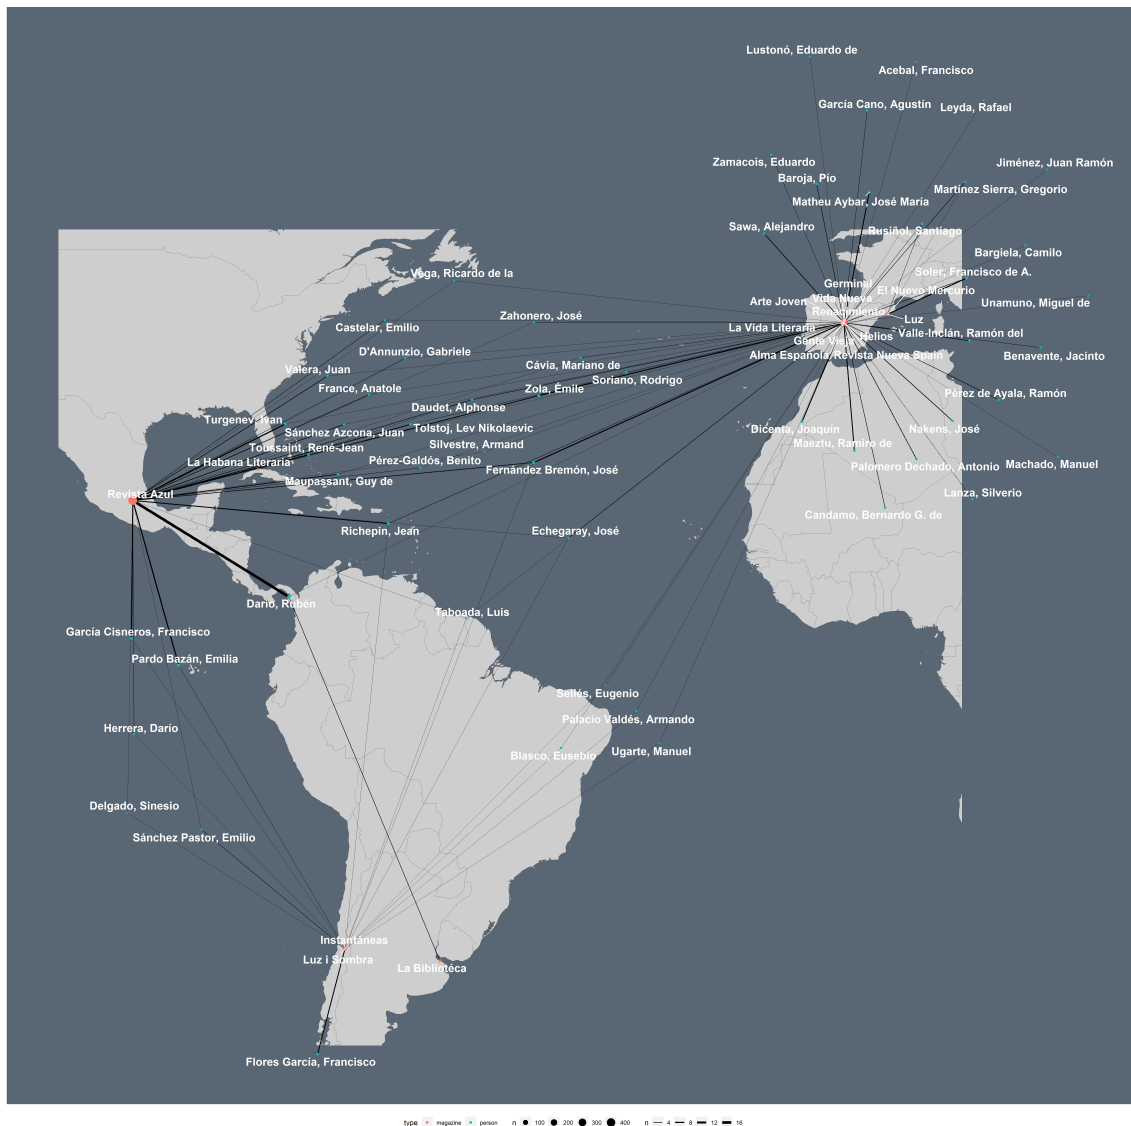 Lustonó, Eduardo de
Acebal, Francisco
García Cano, Agustín
Leyda, Rafael
Zamacois, Eduardo
Jiménez, Juan Ramón
Baroja, Pío
Martínez Sierra, Gregorio
Matheu Aybar, José María
Sawa, Alejandro
Rusiñol, Santiago
Bargiela, Camilo
Vega, Ricardo de la
Soler, Francisco de A.
Germinal
El Nuevo Mercurio
Arte Joven
Vida Nueva
Unamuno, Miguel de
Renacimiento
Zahonero, José
Luz
Castelar, Emilio
La Vida Literaria
Valle-Inclán, Ramón del
Helios
Gente Vieja
D'Annunzio, Gabriele
Alma Española
Revista Nueva
Spain
Benavente, Jacinto
Cávia, Mariano de
Valera, Juan
Soriano, Rodrigo
France, Anatole
Zola, Émile
Pérez de Ayala, Ramón
Daudet, Alphonse
Turgenev, Ivan
Tolstoj, Lev Nikolaevic
Dicenta, Joaquín
Nakens, José
Sánchez Azcona, Juan
Silvestre, Armand
Maeztu, Ramiro de
Toussaint, René-Jean
La Habana Literaria
Pérez-Galdós, Benito
Fernández Bremón, José
Palomero Dechado, Antonio
Machado, Manuel
Maupassant, Guy de
Revista Azul
Lanza, Silverio
Candamo, Bernardo G. de
Richepin, Jean
Echegaray, José
Darío, Rubén
Taboada, Luis
García Cisneros, Francisco
Pardo Bazán, Emilia
Sellés, Eugenio
Palacio Valdés, Armando
Herrera, Darío
Blasco, Eusebio
Ugarte, Manuel
Delgado, Sinesio
Sánchez Pastor, Emilio
Instantáneas
Luz i Sombra
La Bibliotéca
Flores García, Francisco
type magazine person n 100 200 300 400 n 4 8 12 16